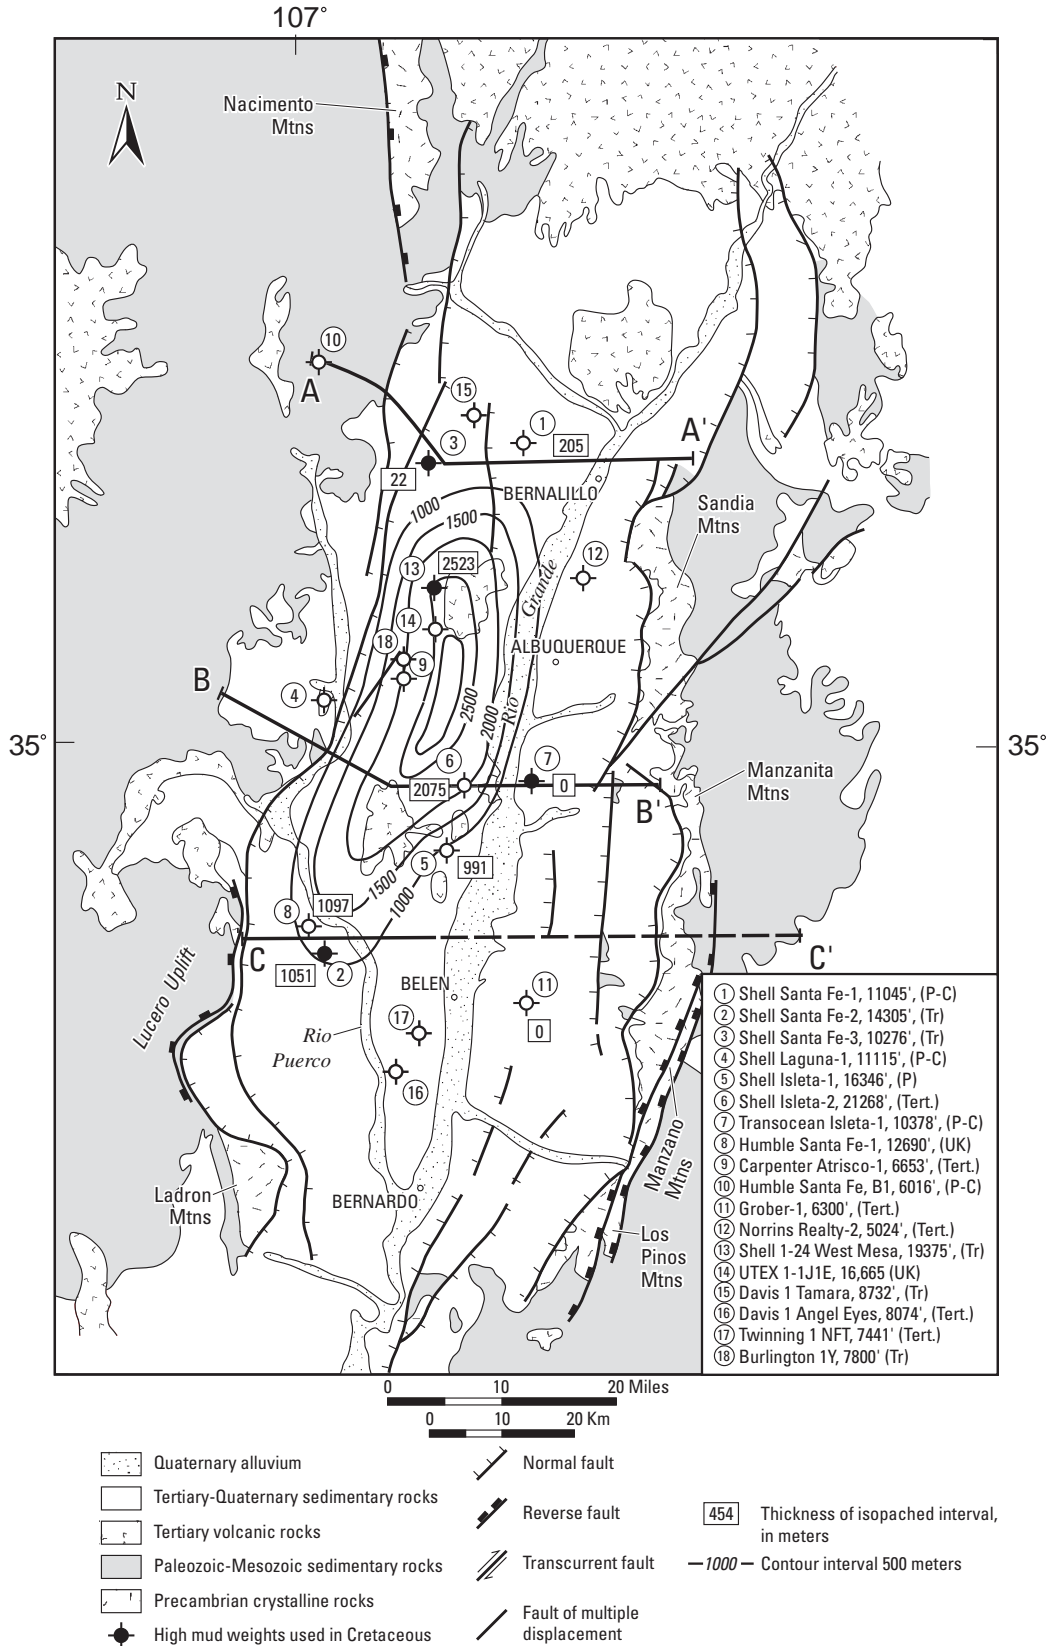 107°
N
Nacimento
Mtns
10
A
15
1
3
205
A'
22
BERNALILLO
1000
1500
Sandia
Mtns
13
2523
12
Grande
14
18
9
ALBUQUERQUE
B
4
2500
2000
Rio
35°
35°
6
7
2075
0
B'
Manzanita
Mtns
5
991
1500
1000
8
1097
C
C'
1051
2
Lucero Uplift
BELEN
11
0
17
Rio
Puerco
16
Manzano
Mtns
Ladron
Mtns
BERNARDO
Los
Pinos
Mtns
1 Shell Santa Fe-1, 11045', (P-C)
2 Shell Santa Fe-2, 14305', (Tr)
3 Shell Santa Fe-3, 10276', (Tr)
4 Shell Laguna-1, 11115', (P-C)
5 Shell Isleta-1, 16346', (P)
6 Shell Isleta-2, 21268', (Tert.)
7 Transocean Isleta-1, 10378', (P-C)
8 Humble Santa Fe-1, 12690', (UK)
9 Carpenter Atrisco-1, 6653', (Tert.)
10 Humble Santa Fe, B1, 6016', (P-C)
11 Grober-1, 6300', (Tert.)
12 Norrins Realty-2, 5024', (Tert.)
13 Shell 1-24 West Mesa, 19375', (Tr)
14 UTEX 1-1J1E, 16,665 (UK)
15 Davis 1 Tamara, 8732', (Tr)
16 Davis 1 Angel Eyes, 8074', (Tert.)
17 Twinning 1 NFT, 7441' (Tert.)
18 Burlington 1Y, 7800' (Tr)
0 10 20 Miles
0 10 20 Km
Quaternary alluvium
Tertiary-Quaternary sedimentary rocks
Tertiary volcanic rocks
Paleozoic-Mesozoic sedimentary rocks
Precambrian crystalline rocks
High mud weights used in Cretaceous
Normal fault
Reverse fault
Transcurrent fault
Fault of multiple
displacement
454 Thickness of isopached interval,
in meters
1000 Contour interval 500 meters